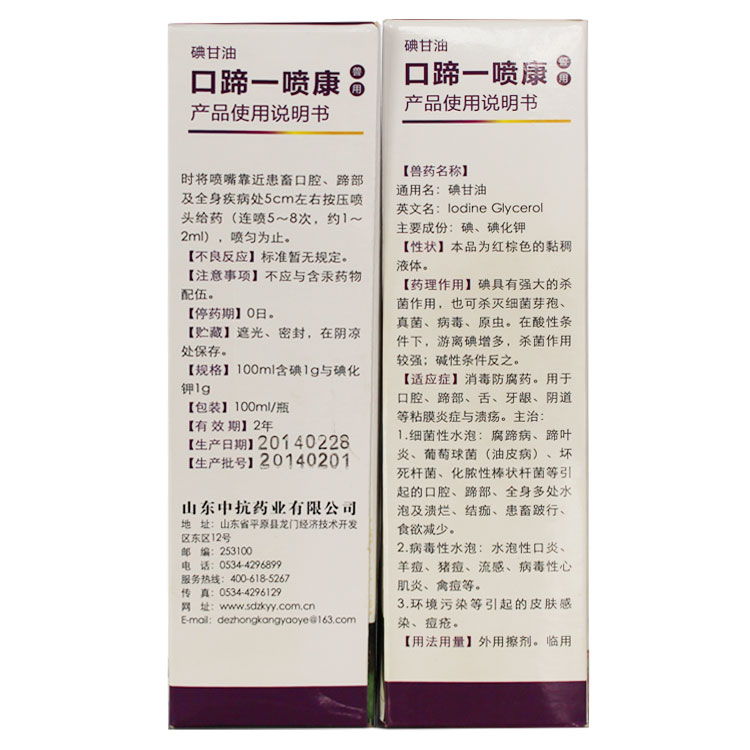 碘甘油
口蹄一喷康 兽用
产品使用说明书
时将喷嘴靠近患畜口腔、蹄部
及全身疾病处5cm左右按压喷
头给药（连喷5～8次，约1～
2ml），喷匀为止。
【不良反应】标准暂无规定。
【注意事项】不应与含汞药物
配伍。
【停药期】0日。
【贮藏】遮光、密封，在阴凉
处保存。
【规格】100ml含碘1g与碘化
钾1g
【包装】100ml/瓶
【有效期】2年
【生产日期】20140228
【生产批号】20140201
山东中抗药业有限公司
地 址：山东省平原县龙门经济技术开发
区东区12号
邮 编：253100
电 话：0534-4296899
服务热线：400-618-5267
传 真：0534-4296129
网 址：www.sdzkyy.com.cn
E-mail：dezhongkangyaoye@163.com
碘甘油
口蹄一喷康 兽用
产品使用说明书
【兽药名称】
通用名：碘甘油
英文名：Iodine Glycerol
主要成份：碘、碘化钾
【性状】本品为红棕色的黏稠
液体。
【药理作用】碘具有强大的杀
菌作用，也可杀灭细菌芽孢、
真菌、病毒、原虫。在酸性条
件下，游离碘增多，杀菌作用
较强；碱性条件反之。
【适应症】消毒防腐药。用于
口腔、蹄部、舌、牙龈、阴道
等粘膜炎症与溃疡。主治：
1.细菌性水泡：腐蹄病、蹄叶
炎、葡萄球菌（油皮病）、坏
死杆菌、化脓性棒状杆菌等引
起的口腔、蹄部、全身多处水
泡及溃烂、结痂、患畜跛行、
食欲减少。
2.病毒性水泡：水泡性口炎、
羊痘、猪痘、流感、病毒性心
肌炎、禽痘等。
3.环境污染等引起的皮肤感
染、痘疮。
【用法用量】外用擦剂。临用